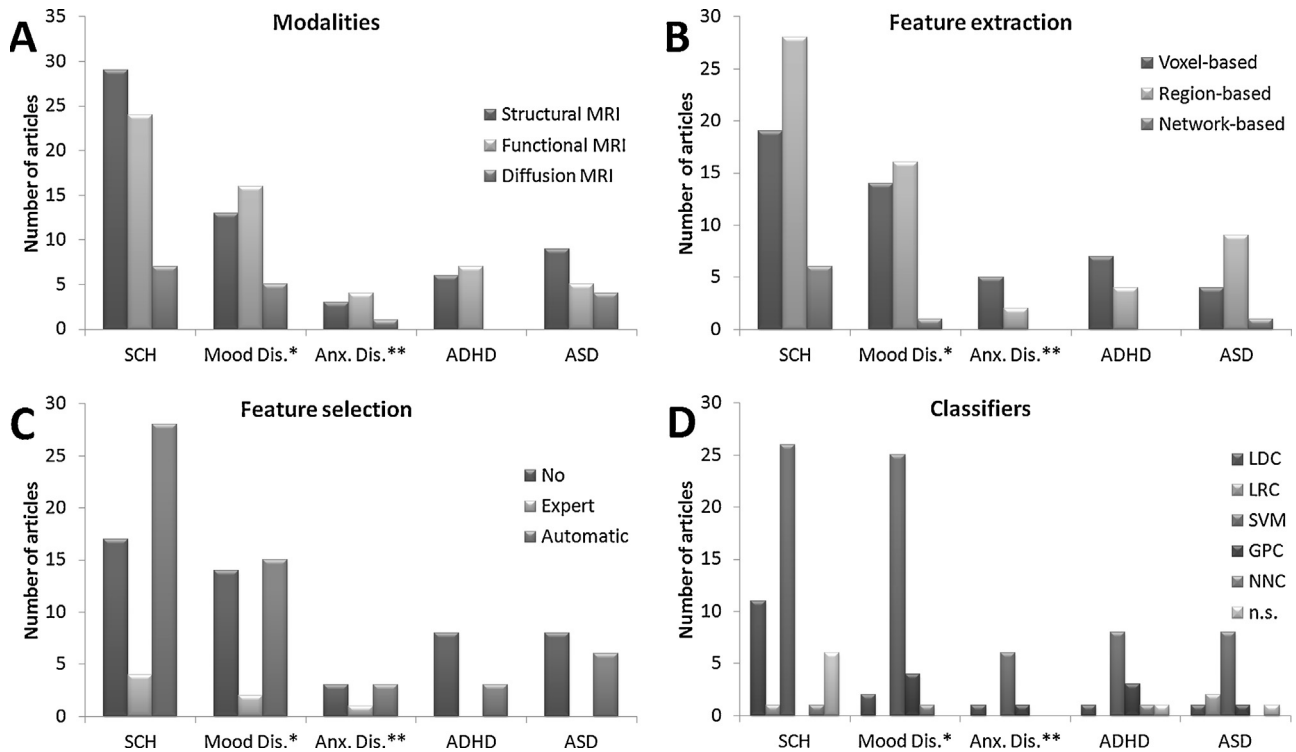 A
Modalities
Number of articles
35
30
25
20
15
10
5
0
Structural MRI
Functional MRI
Diffusion MRI
SCH Mood Dis.* Anx. Dis.** ADHD ASD
B
Feature extraction
Number of articles
30
25
20
15
10
5
0
Voxel-based
Region-based
Network-based
SCH Mood Dis.* Anx. Dis.** ADHD ASD
C
Feature selection
Number of articles
30
25
20
15
10
5
0
No
Expert
Automatic
SCH Mood Dis.* Anx. Dis.** ADHD ASD
D
Classifiers
Number of articles
30
25
20
15
10
5
0
LDC
LRC
SVM
GPC
NNC
n.s.
SCH Mood Dis.* Anx. Dis.** ADHD ASD